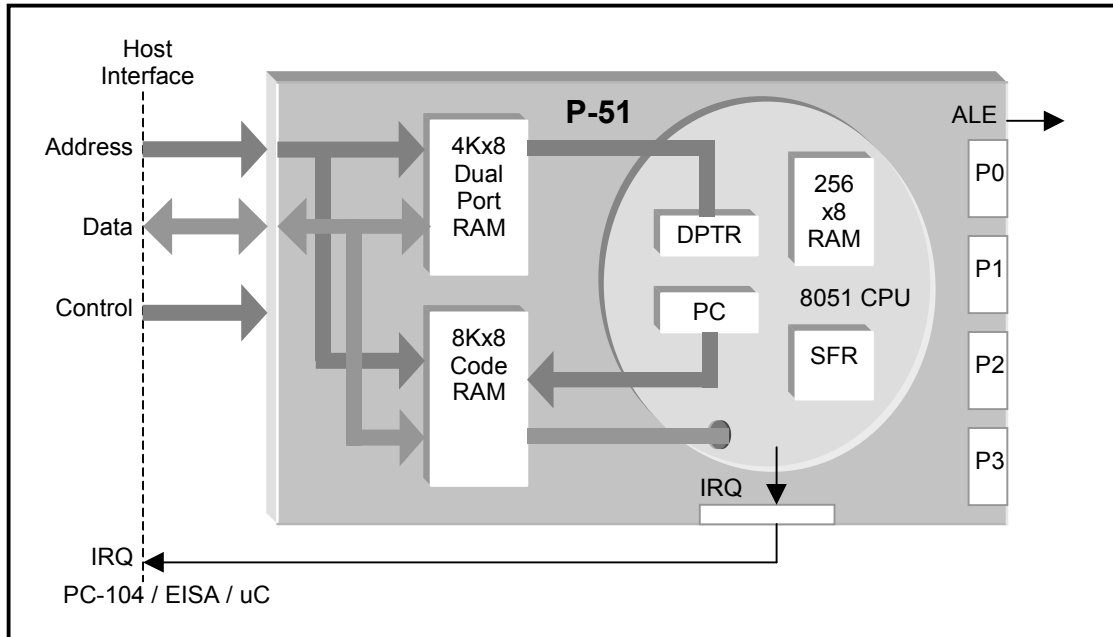 Host
Interface
Address
Data
Control
IRQ
PC-104 / EISA / uC
P-51
4Kx8
Dual
Port
RAM
8Kx8
Code
RAM
DPTR
PC
256
x8
RAM
8051 CPU
SFR
IRQ
ALE
P0
P1
P2
P3